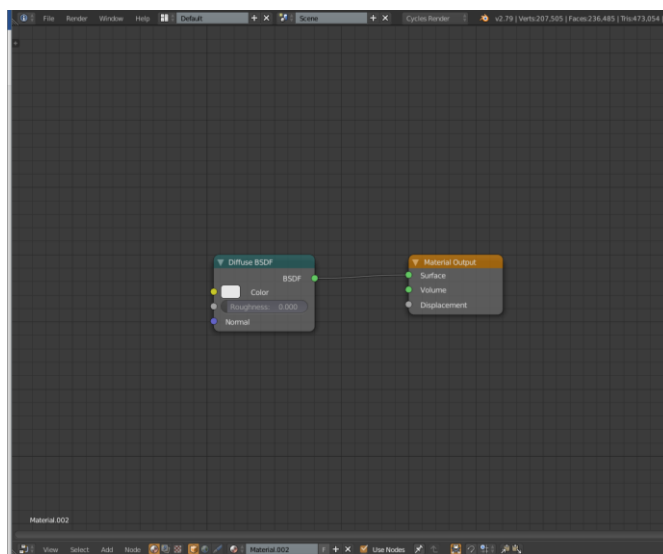 File Render Window Help Default Scene Cycles Render v2.79 | Verts:207,505 | Faces:236,485 | Tris:473,054 |
Diffuse BSDF
BSDF
Color
Roughness: 0.000
Normal
Material Output
Surface
Volume
Displacement
Material.002
View Select Add Node Material.002 F Use Nodes